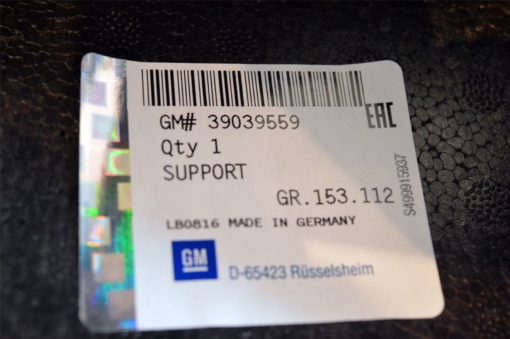 GM# 39039559
EAC
Qty 1
SUPPORT
GR.153.112
LB0816 MADE IN GERMANY
GM
D-65423 Rüsselsheim
S499915937